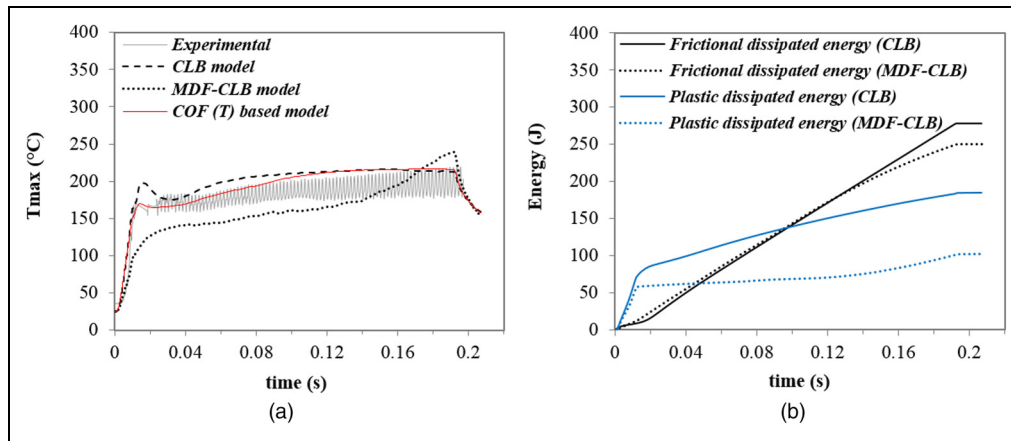 400
350
300
250
200
150
100
50
0
Tmax (°C)
Experimental
CLB model
MDF-CLB model
COF (T) based model
0 0.04 0.08 0.12 0.16 0.2
time (s)
(a)
400
350
300
250
200
150
100
50
0
Energy (J)
Frictional dissipated energy (CLB)
Frictional dissipated energy (MDF-CLB)
Plastic dissipated energy (CLB)
Plastic dissipated energy (MDF-CLB)
0 0.04 0.08 0.12 0.16 0.2
time (s)
(b)